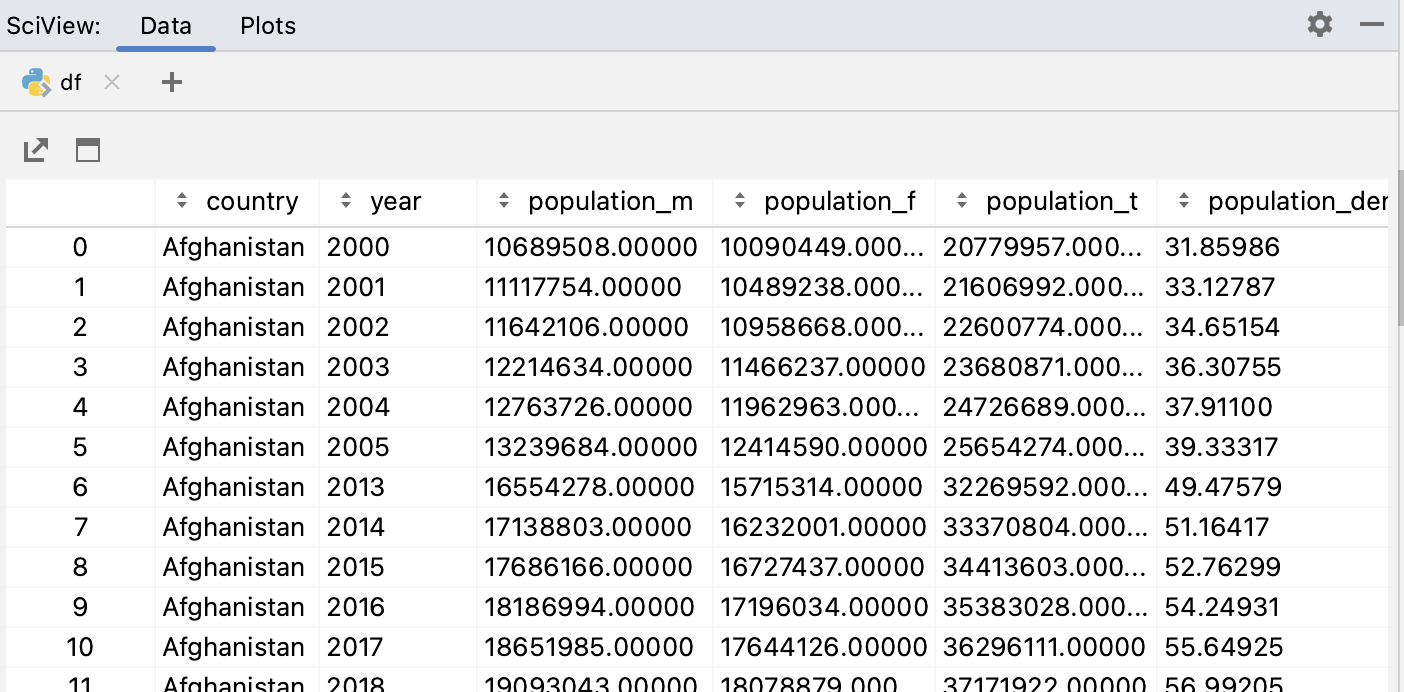 SciView: Data Plots
df
country year population_m population_f population_t population_der
0 Afghanistan 2000 10689508.00000 10090449.000... 20779957.000... 31.85986
1 Afghanistan 2001 11117754.00000 10489238.000... 21606992.000... 33.12787
2 Afghanistan 2002 11642106.00000 10958668.000... 22600774.000... 34.65154
3 Afghanistan 2003 12214634.00000 11466237.00000 23680871.000... 36.30755
4 Afghanistan 2004 12763726.00000 11962963.000... 24726689.000... 37.91100
5 Afghanistan 2005 13239684.00000 12414590.00000 25654274.000... 39.33317
6 Afghanistan 2013 16554278.00000 15715314.00000 32269592.000... 49.47579
7 Afghanistan 2014 17138803.00000 16232001.00000 33370804.000... 51.16417
8 Afghanistan 2015 17686166.00000 16727437.00000 34413603.000... 52.76299
9 Afghanistan 2016 18186994.00000 17196034.00000 35383028.000... 54.24931
10 Afghanistan 2017 18651985.00000 17644126.00000 36296111.00000 55.64925
11 Afghanistan 2018 19093043.00000 18078879.000... 37171922.00000 56.99205